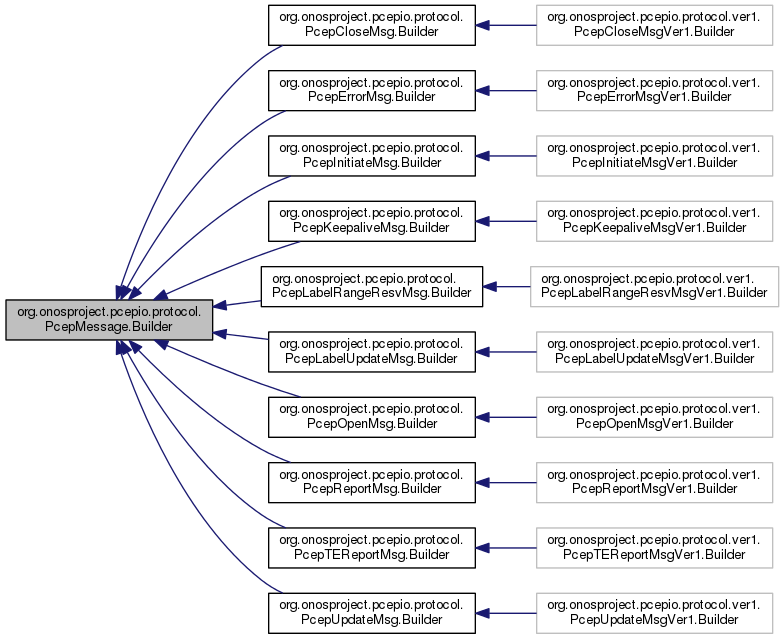 org.onosproject.pcepio.protocol.
PcepCloseMsg.Builder
org.onosproject.pcepio.protocol.ver1.
PcepCloseMsgVer1.Builder
org.onosproject.pcepio.protocol.
PcepErrorMsg.Builder
org.onosproject.pcepio.protocol.ver1.
PcepErrorMsgVer1.Builder
org.onosproject.pcepio.protocol.
PcepInitiateMsg.Builder
org.onosproject.pcepio.protocol.ver1.
PcepInitiateMsgVer1.Builder
org.onosproject.pcepio.protocol.
PcepKeepaliveMsg.Builder
org.onosproject.pcepio.protocol.ver1.
PcepKeepaliveMsgVer1.Builder
org.onosproject.pcepio.protocol.
PcepLabelRangeResvMsg.Builder
org.onosproject.pcepio.protocol.ver1.
PcepLabelRangeResvMsgVer1.Builder
org.onosproject.pcepio.protocol.
PcepMessage.Builder
org.onosproject.pcepio.protocol.
PcepLabelUpdateMsg.Builder
org.onosproject.pcepio.protocol.ver1.
PcepLabelUpdateMsgVer1.Builder
org.onosproject.pcepio.protocol.
PcepOpenMsg.Builder
org.onosproject.pcepio.protocol.ver1.
PcepOpenMsgVer1.Builder
org.onosproject.pcepio.protocol.
PcepReportMsg.Builder
org.onosproject.pcepio.protocol.ver1.
PcepReportMsgVer1.Builder
org.onosproject.pcepio.protocol.
PcepTEReportMsg.Builder
org.onosproject.pcepio.protocol.ver1.
PcepTEReportMsgVer1.Builder
org.onosproject.pcepio.protocol.
PcepUpdateMsg.Builder
org.onosproject.pcepio.protocol.ver1.
PcepUpdateMsgVer1.Builder